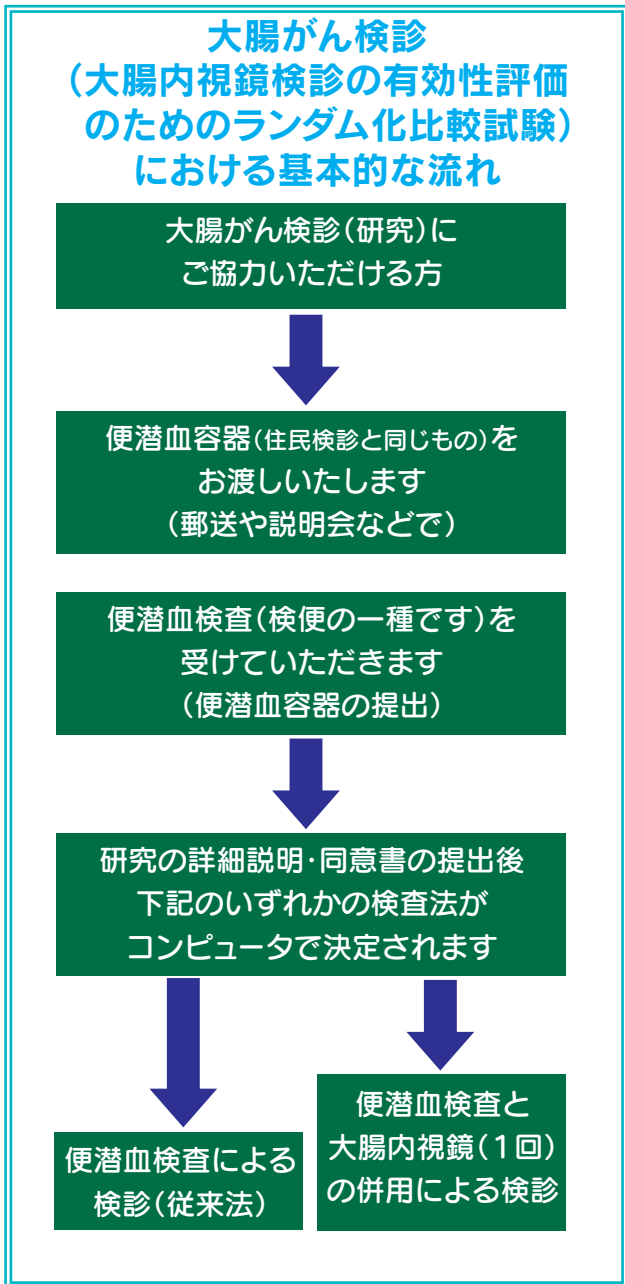 大腸がん検診
（大腸内視鏡検診の有効性評価
のためのランダム化比較試験）
における基本的な流れ
大腸がん検診（研究）に
ご協力いただける方
便潜血容器（住民検診と同じもの）を
お渡しいたします
（郵送や説明会などで）
便潜血検査（検便の一種です）を
受けていただきます
（便潜血容器の提出）
研究の詳細説明・同意書の提出後
下記のいずれかの検査法が
コンピュータで決定されます
便潜血検査による
検診（従来法）
便潜血検査と
大腸内視鏡（1回）
の併用による検診